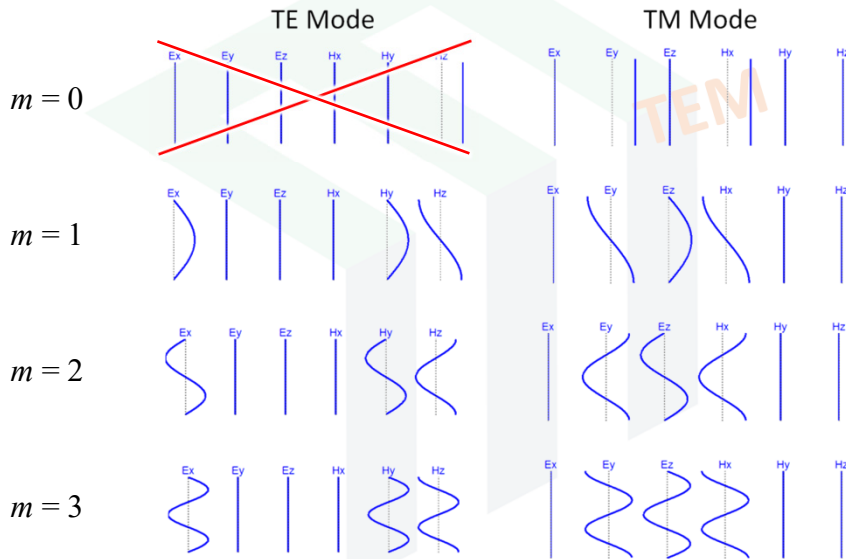 TE Mode TM Mode
Ex Ey Ez Hx Hy Hz Ex Ey Ez Hx Hy Hz
m = 0
TEM
Ex Ey Ez Hx Hy Hz Ex Ey Ez Hx Hy Hz
m = 1
Ex Ey Ez Hx Hy Hz Ex Ey Ez Hx Hy Hz
m = 2
Ex Ey Ez Hx Hy Hz Ex Ey Ez Hx Hy Hz
m = 3